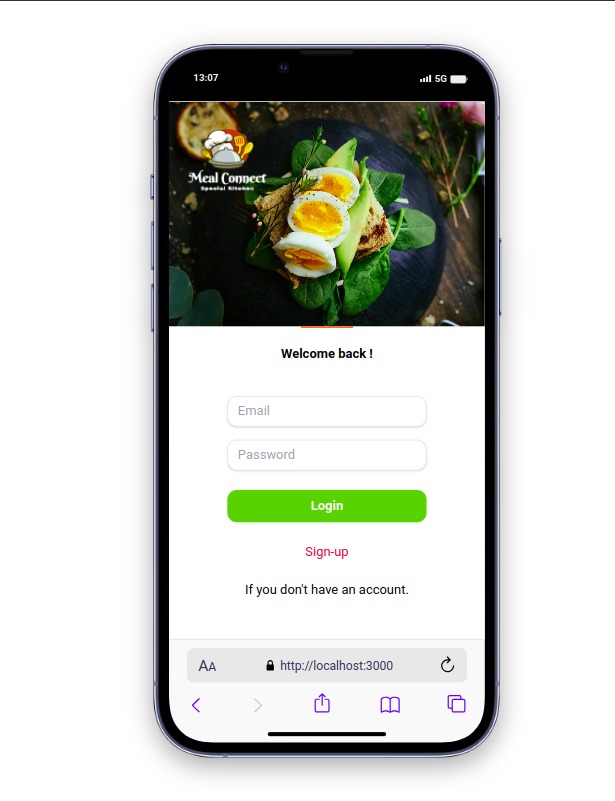 13:07
5G
Meal Connect
Special Kitchen
Welcome back !
Email
Password
Login
Sign-up
If you don't have an account.
AA
http://localhost:3000